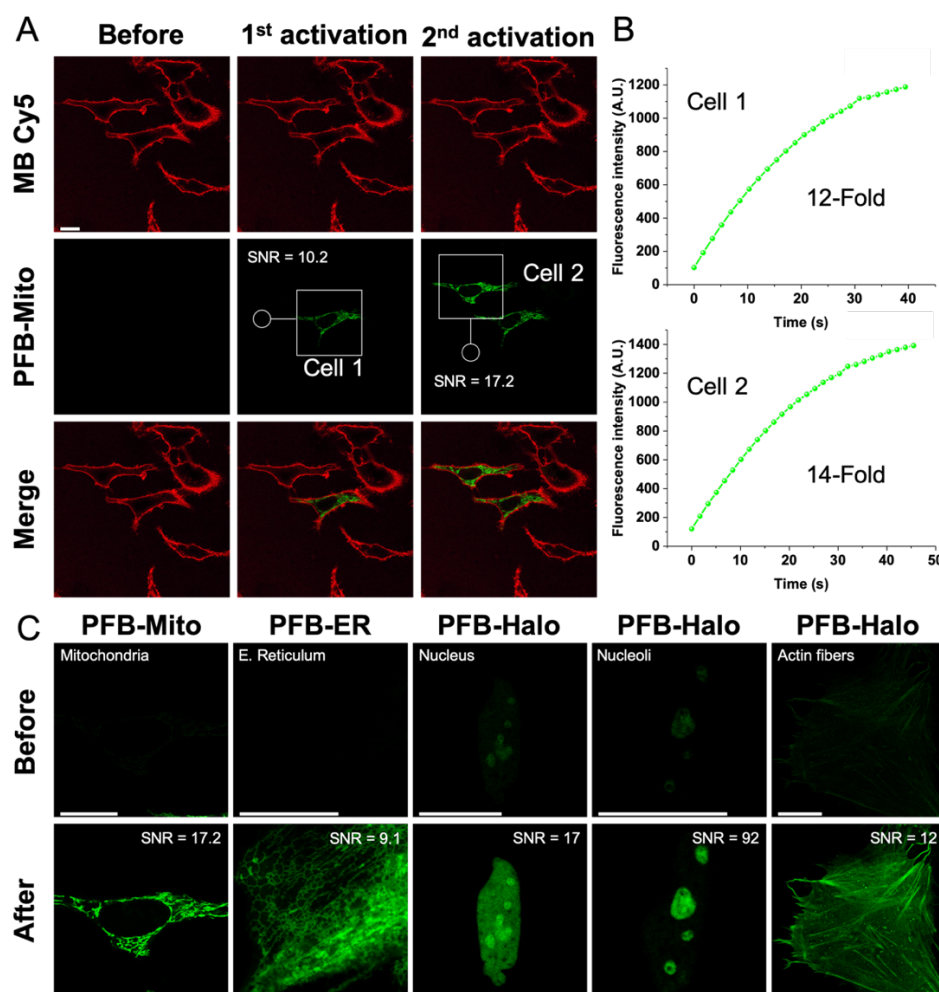 A
Before
1st activation
2nd activation
MB Cy5
PFB-Mito
SNR = 10.2
Cell 1
Cell 2
SNR = 17.2
Merge
B
Cell 1
12-Fold
Fluorescence intensity (A.U.)
1200
1000
800
600
400
200
0
0 10 20 30 40
Time (s)
Cell 2
14-Fold
Fluorescence intensity (A.U.)
1400
1200
1000
800
600
400
200
0
0 10 20 30 40 50
Time (s)
C
PFB-Mito PFB-ER PFB-Halo PFB-Halo PFB-Halo
Before
Mitochondria E. Reticulum Nucleus Nucleoli Actin fibers
After
SNR = 17.2 SNR = 9.1 SNR = 17 SNR = 92 SNR = 12